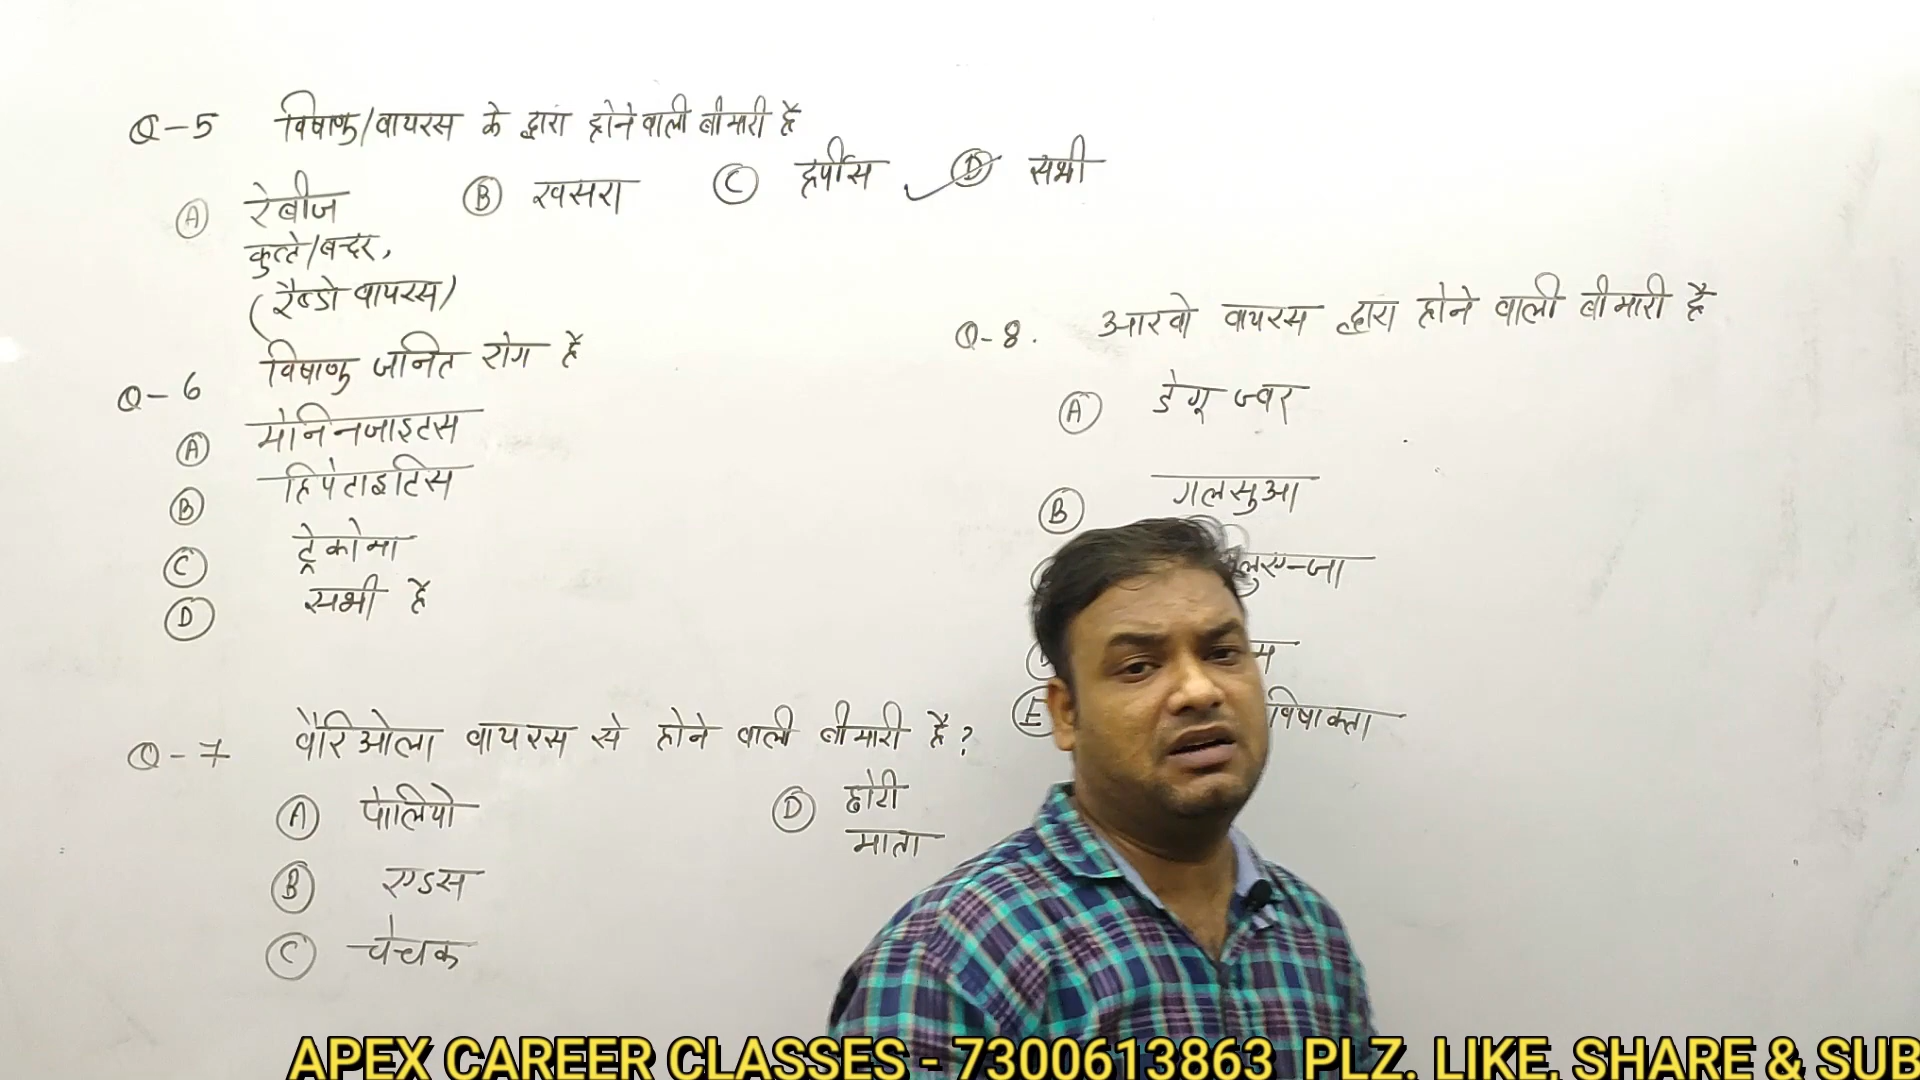 Q-5 विषाणु/वायरस के द्वारा होने वाली बीमारी है
A रेबीज B खसरा C हर्पीस D सभी
कुत्ते/बन्दर,
(रैब्डो वायरस)
Q-6 विषाणु जनित रोग है
A मेनिनजाइटस
B हिपेटाइटिस
C ट्रेकोमा
D सभी है
Q-7 वैरिओला वायरस से होने वाली बीमारी है?
A पोलियो
B एडस
C चेचक
D छोरी
माता
Q-8. आरबो वायरस द्वारा होने वाली बीमारी है
A डेगू ज्वर
B गलसुआ
E विषाक्ता
APEX CAREER CLASSES - 7300613863 PLZ. LIKE, SHARE & SUB